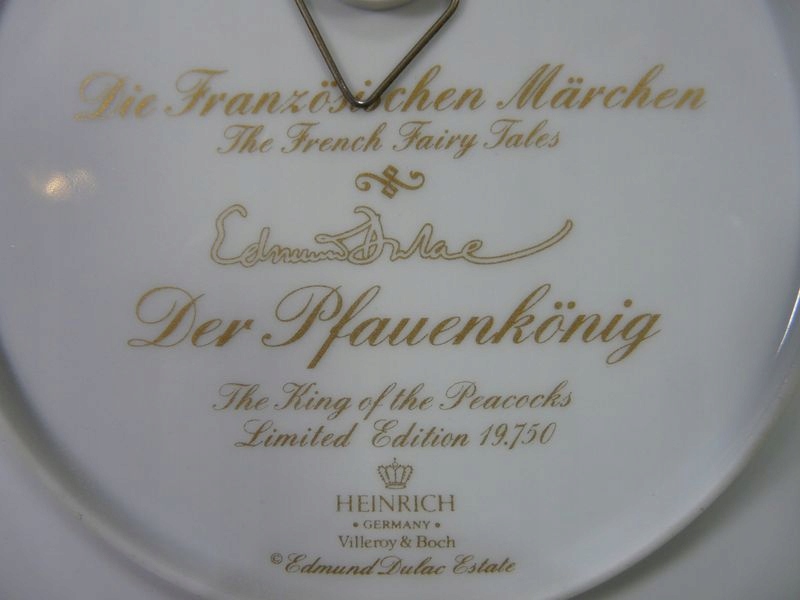 Die Französischen Märchen
The French Fairy Tales
Edmund Dulac
Der Pfauenkönig
The King of the Peacocks
Limited Edition 19.750
HEINRICH
• GERMANY •
Villeroy & Boch
© Edmund Dulac Estate